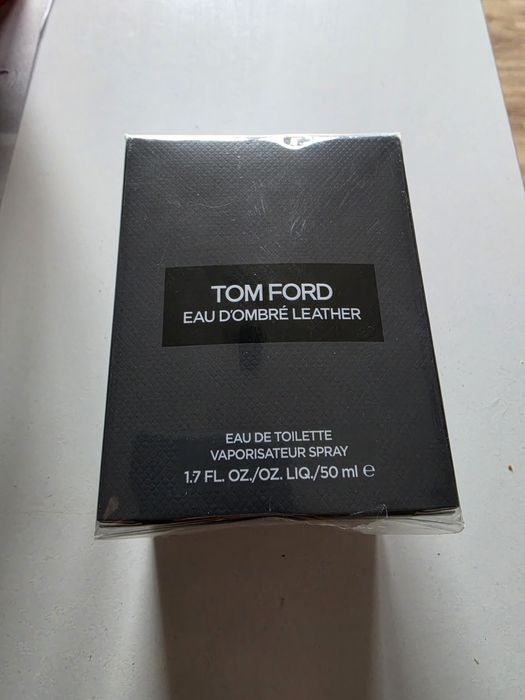 TOM FORD
EAU D'OMBRÉ LEATHER
EAU DE TOILETTE
VAPORISATEUR SPRAY
1.7 FL. OZ./OZ. LIQ./50 ml ℮